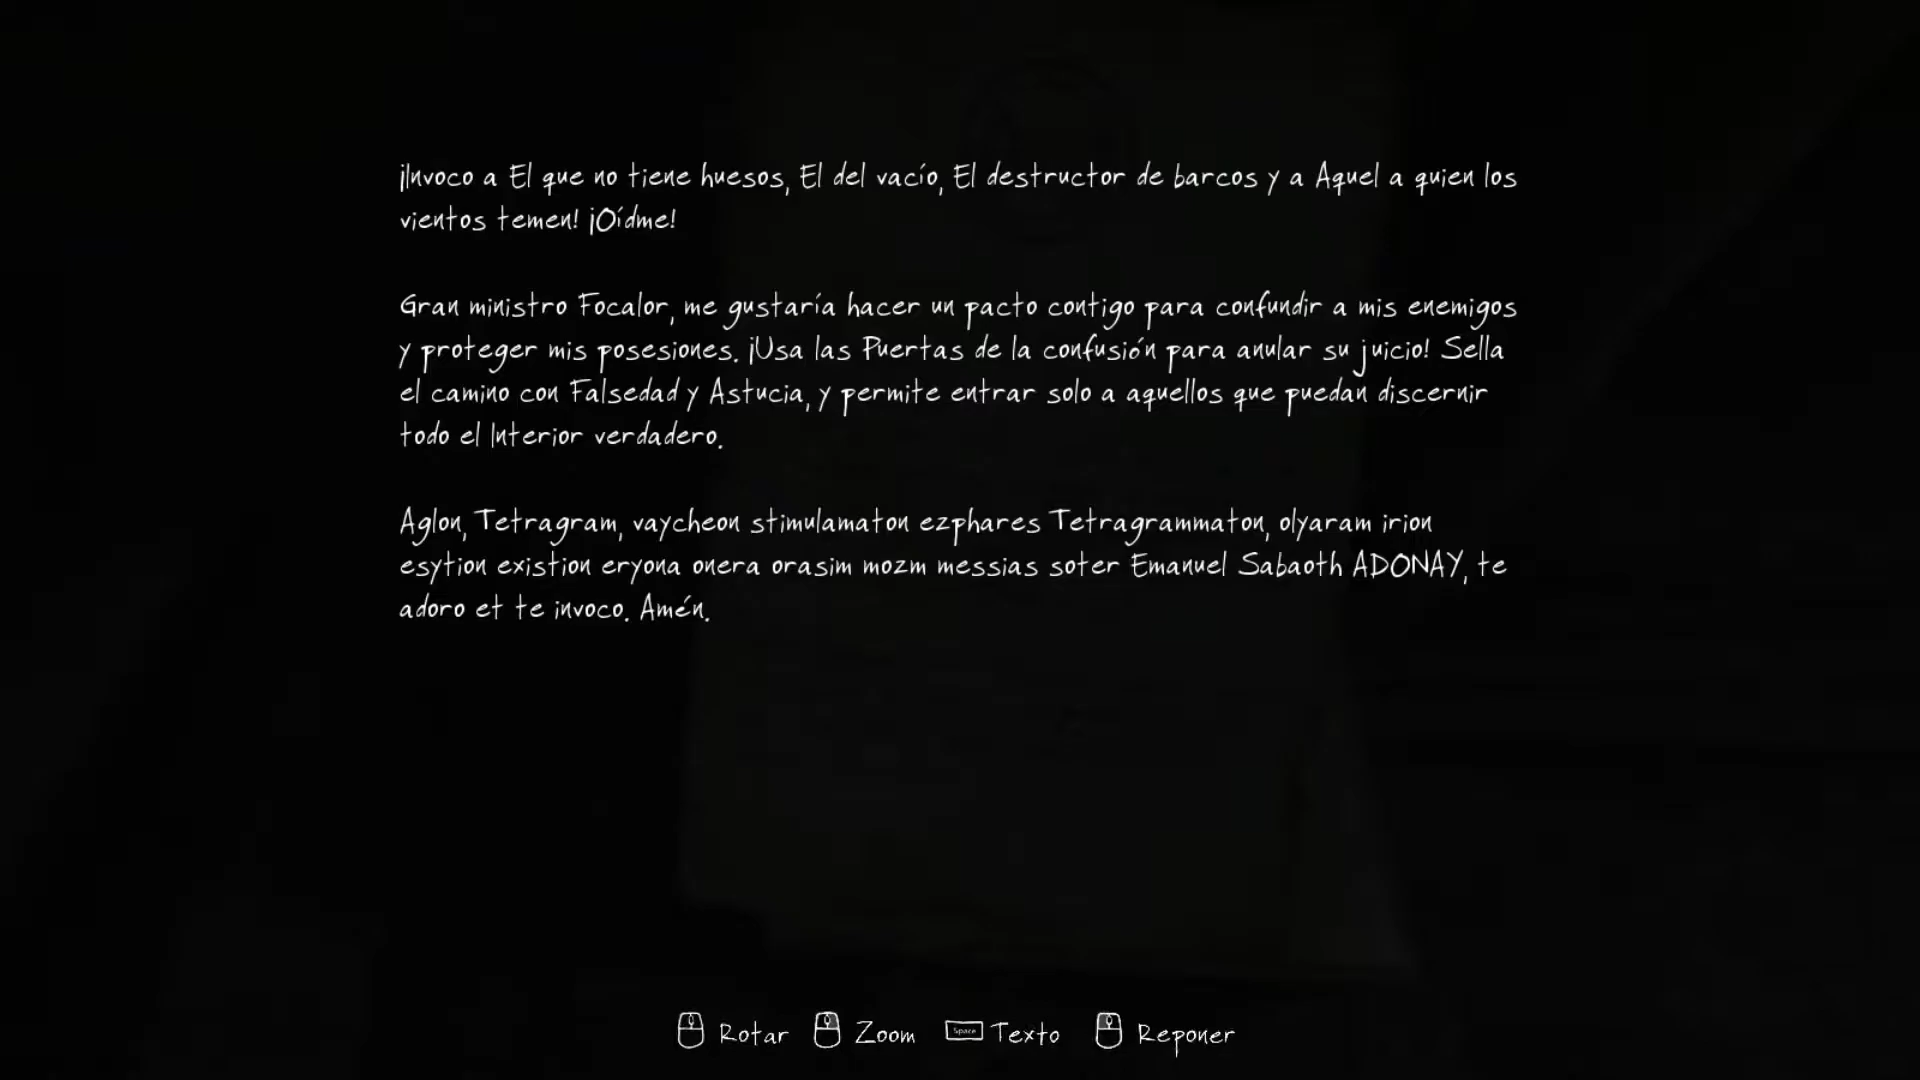 ¡Invoco a El que no tiene huesos, El del vacío, El destructor de barcos y a Aquel a quien los
vientos temen! ¡Oídme!
Gran ministro Focalor, me gustaría hacer un pacto contigo para confundir a mis enemigos
y proteger mis posesiones. ¡Usa las Puertas de la confusión para anular su juicio! Sella
el camino con Falsedad y Astucia, y permite entrar solo a aquellos que puedan discernir
todo el Interior verdadero.
Aglon, Tetragram, vaycheon stimulamaton ezphares Tetragrammaton, olyaram irion
esytion existion eryona onera orasim mozm messias soter Emanuel Sabaoth ADONAY, te
adoro et te invoco. Amén.
Rotar Zoom Space Texto Reponer